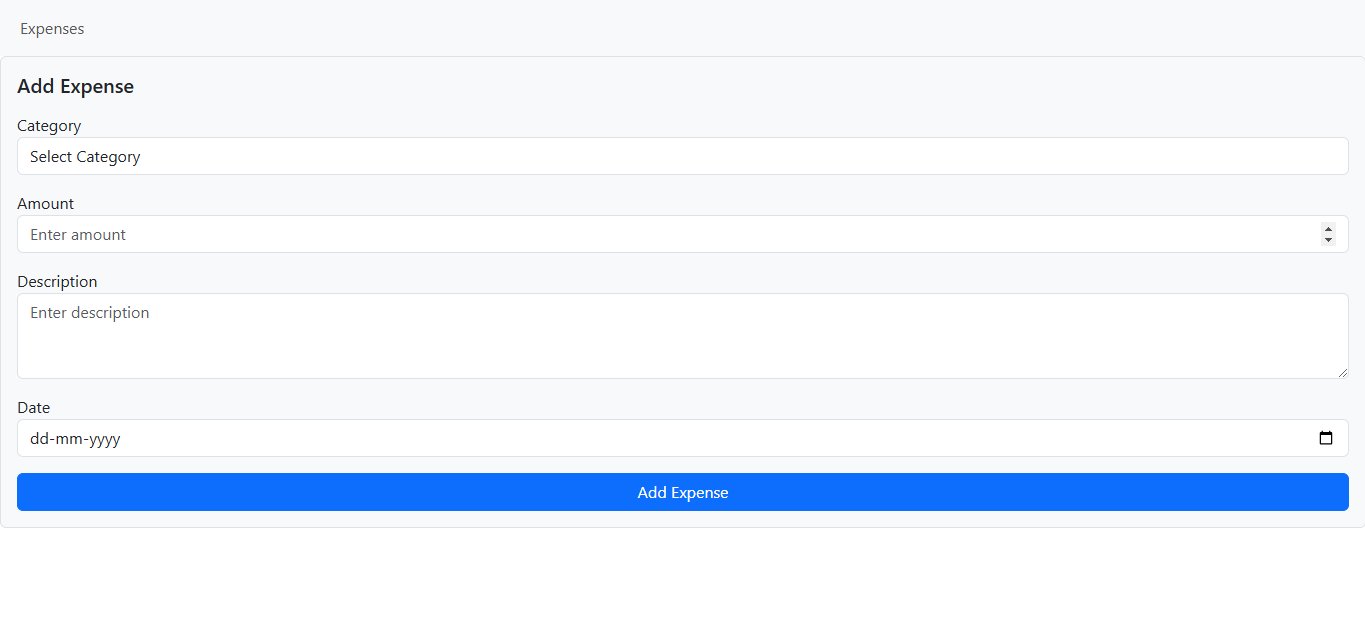 Expenses
Add Expense
Category
Select Category
Amount
Enter amount
Description
Enter description
Date
dd-mm-yyyy
Add Expense